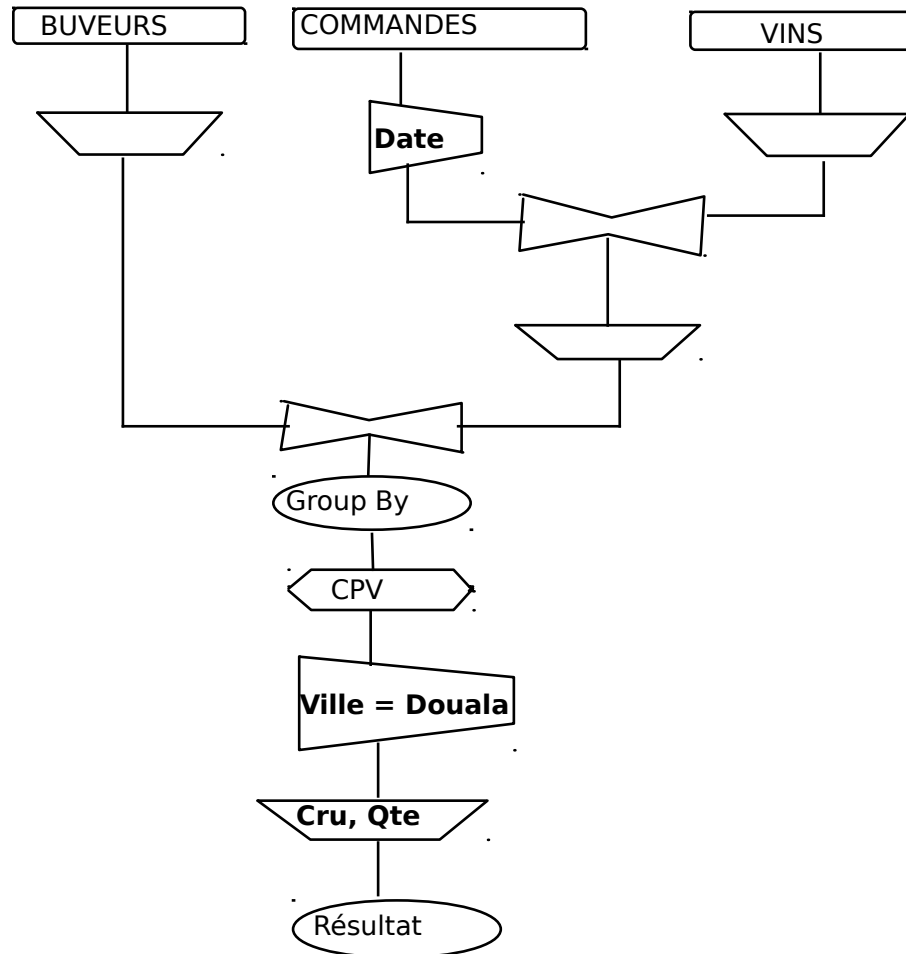 BUVEURS
COMMANDES
VINS
Date
Group By
CPV
Ville = Douala
Cru, Qte
Résultat